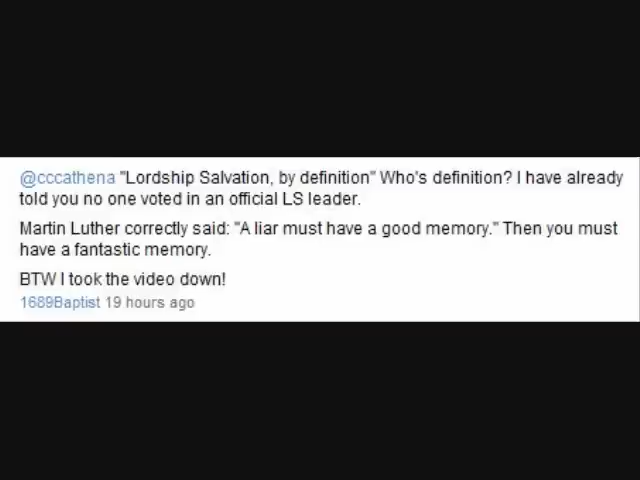 @cccathena "Lordship Salvation, by definition" Who's definition? I have already
told you no one voted in an official LS leader.
Martin Luther correctly said: "A liar must have a good memory." Then you must
have a fantastic memory.
BTW I took the video down!
1689Baptist 19 hours ago